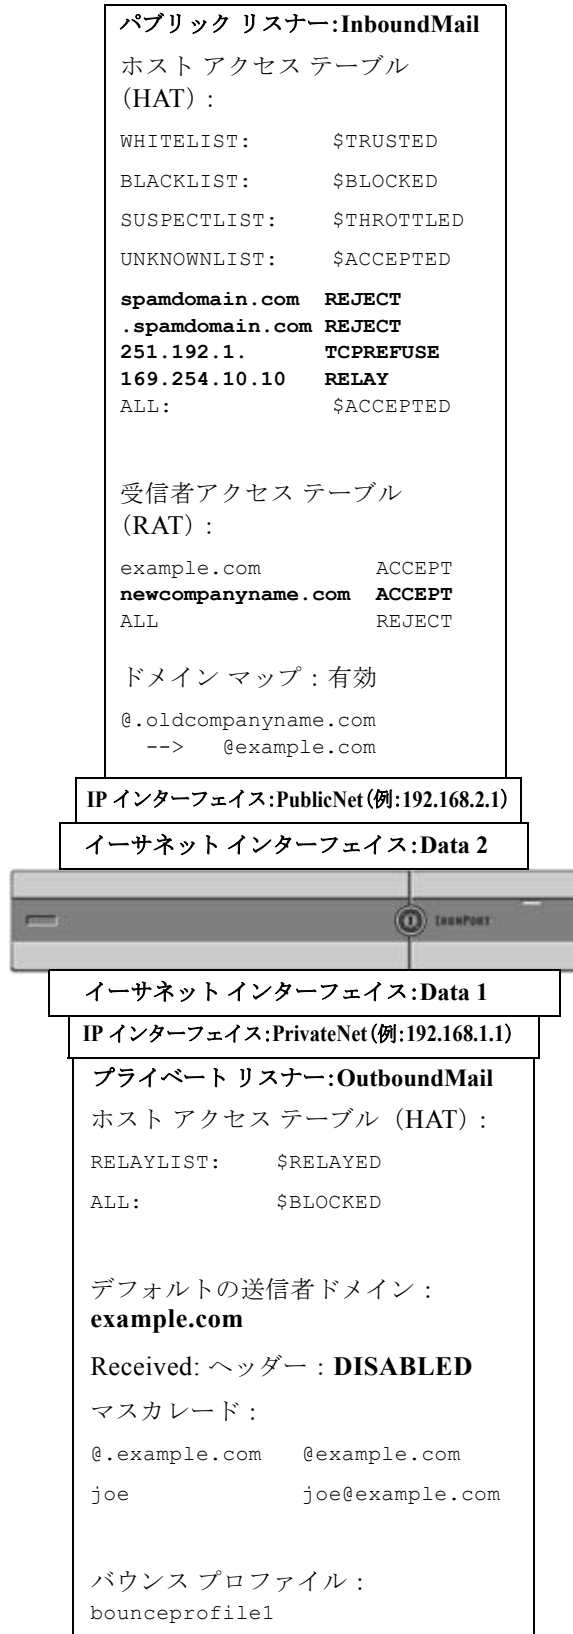 パブリック リスナー:InboundMail
ホスト アクセス テーブル
（HAT）:
WHITELIST: $TRUSTED
BLACKLIST: $BLOCKED
SUSPECTLIST: $THROTTLED
UNKNOWNLIST: $ACCEPTED
spamdomain.com REJECT
.spamdomain.com REJECT
251.192.1. TCPREFUSE
169.254.10.10 RELAY
ALL: $ACCEPTED
受信者アクセス テーブル
（RAT）:
example.com ACCEPT
newcompanyname.com ACCEPT
ALL REJECT
ドメイン マップ：有効
@.oldcompanyname.com
--> @example.com
IP インターフェイス:PublicNet（例:192.168.2.1）
イーサネット インターフェイス:Data 2
IRONPORT
イーサネット インターフェイス:Data 1
IP インターフェイス:PrivateNet（例:192.168.1.1）
プライベート リスナー:OutboundMail
ホスト アクセス テーブル（HAT）:
RELAYLIST: $RELAYED
ALL: $BLOCKED
デフォルトの送信者ドメイン：
example.com
Received: ヘッダー：DISABLED
マスカレード：
@.example.com @example.com
joe joe@example.com
バウンス プロファイル：
bounceprofile1